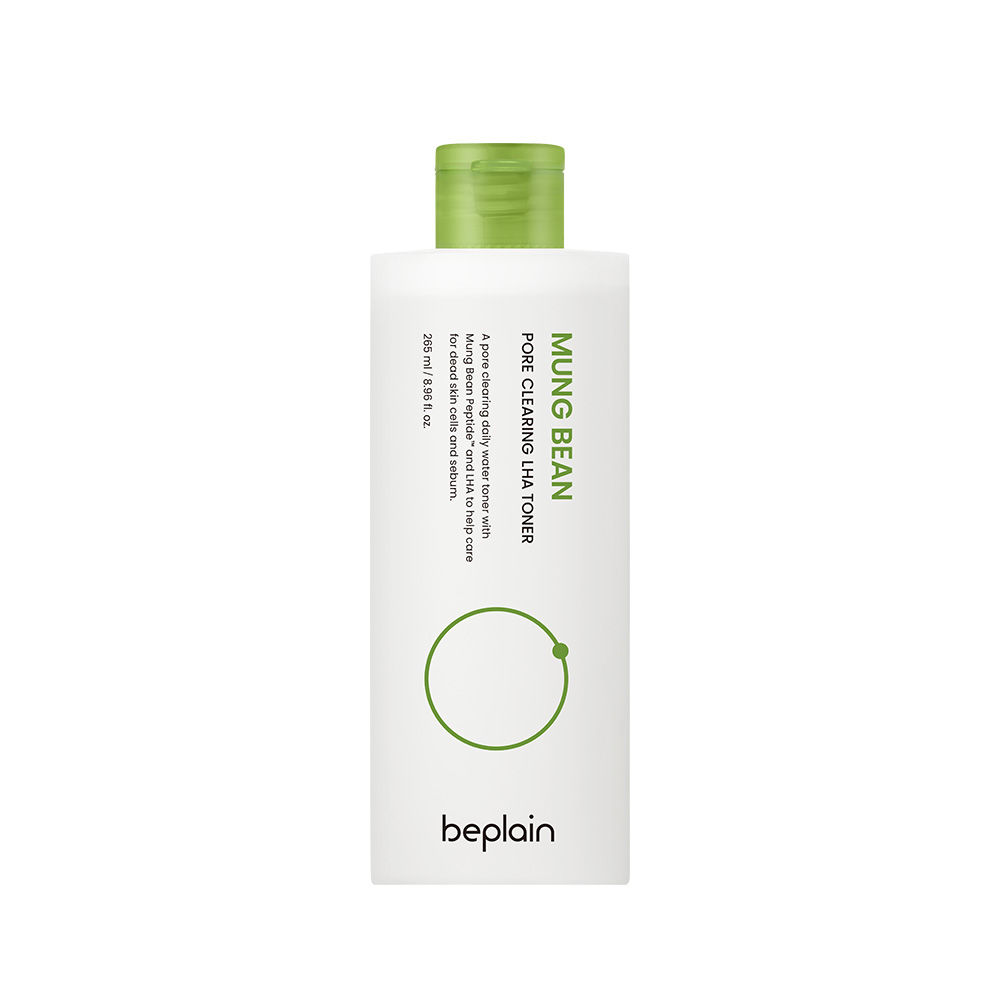 MUNG BEAN
PORE CLEARING LHA TONER
A pore clearing daily water toner with
Mung Bean Peptide™ and LHA to help care
for dead skin cells and sebum.
265 ml / 8.96 fl. oz.
beplain